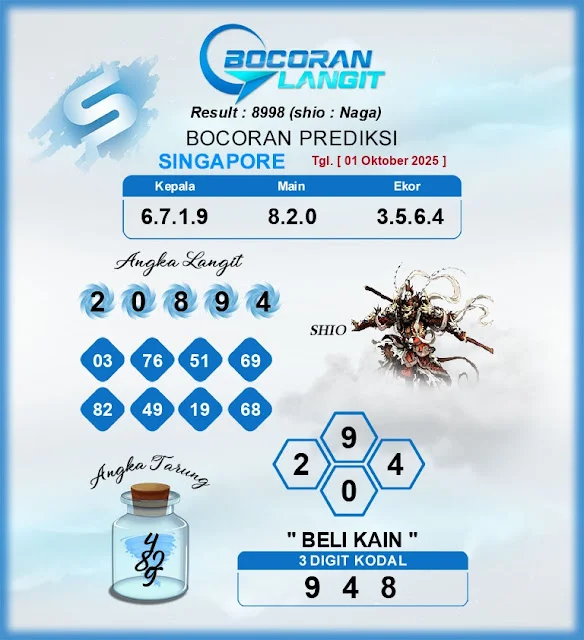 BOCORAN
LANGIT
S
Result : 8998 (shio : Naga)
BOCORAN PREDIKSI
SINGAPORE Tgl. [ 01 Oktober 2025 ]
Kepala Main Ekor
6.7.1.9 8.2.0 3.5.6.4
Angka Langit
2 0 8 9 4
SHIO
03 76 51 69
82 49 19 68
9
2 4
0
Angka Tarung
4
82
9
" BELI KAIN "
3 DIGIT KODAL
9 4 8